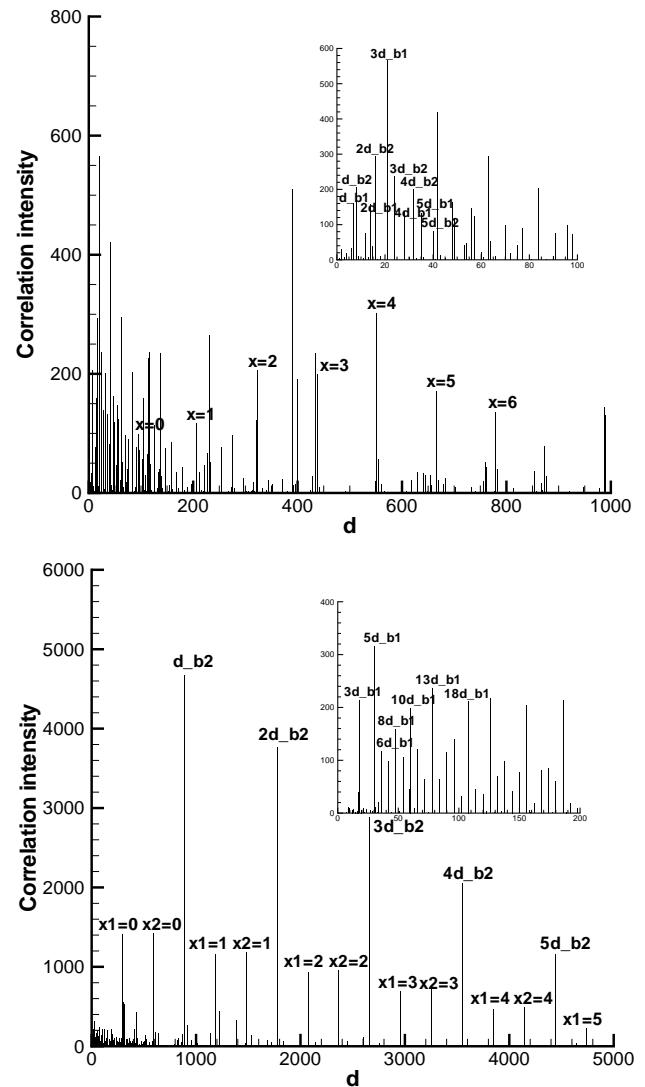 800
600
400
200
0
Correlation intensity
x=0
x=1
x=2
x=3
x=4
x=5
x=6
0 200 400 600 800 1000
d
600
500
400
300
200
100
0
3d_b1
2d_b2
d_b2
3d_b2
4d_b2
d_b1
2d_b1
5d_b1
4d_b1
5d_b2
0 20 40 60 80 100
6000
5000
4000
3000
2000
1000
0
Correlation intensity
d_b2
2d_b2
3d_b2
4d_b2
5d_b2
x1=0 x2=0
x1=1 x2=1
x1=2 x2=2
x1=3 x2=3
x1=4 x2=4
x1=5
0 1000 2000 3000 4000 5000
d
400
300
200
100
0
5d_b1
13d_b1
3d_b1
18d_b1
10d_b1
8d_b1
6d_b1
0 50 100 150 200